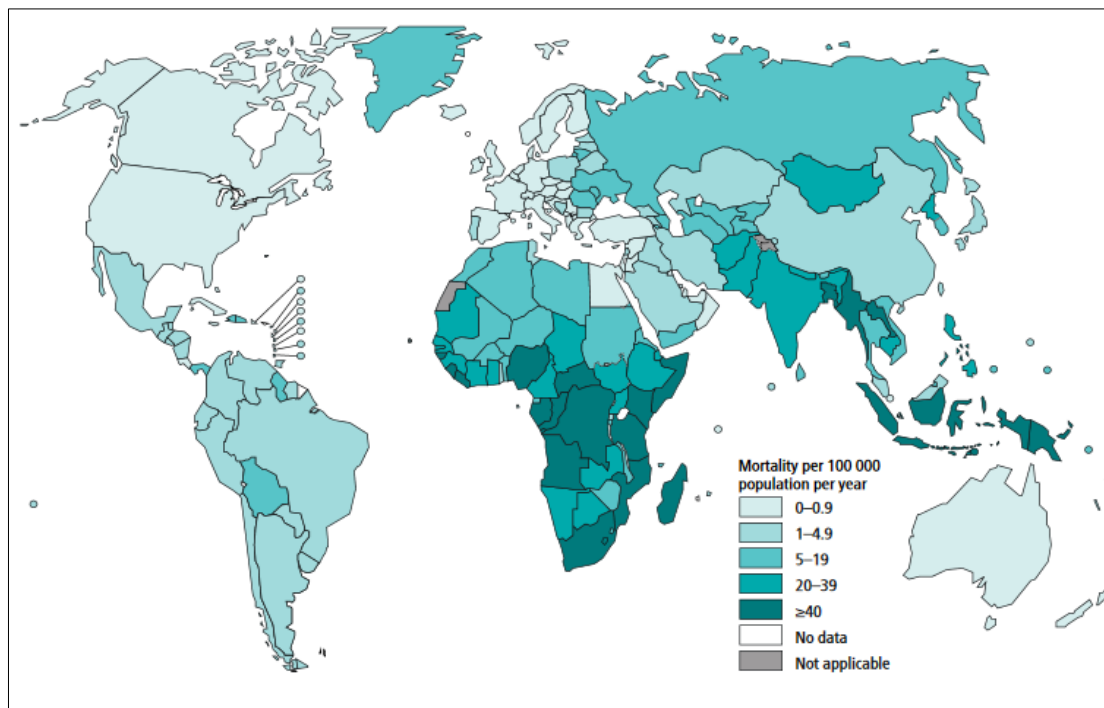 Mortality per 100 000
population per year
0–0.9
1–4.9
5–19
20–39
≥40
No data
Not applicable